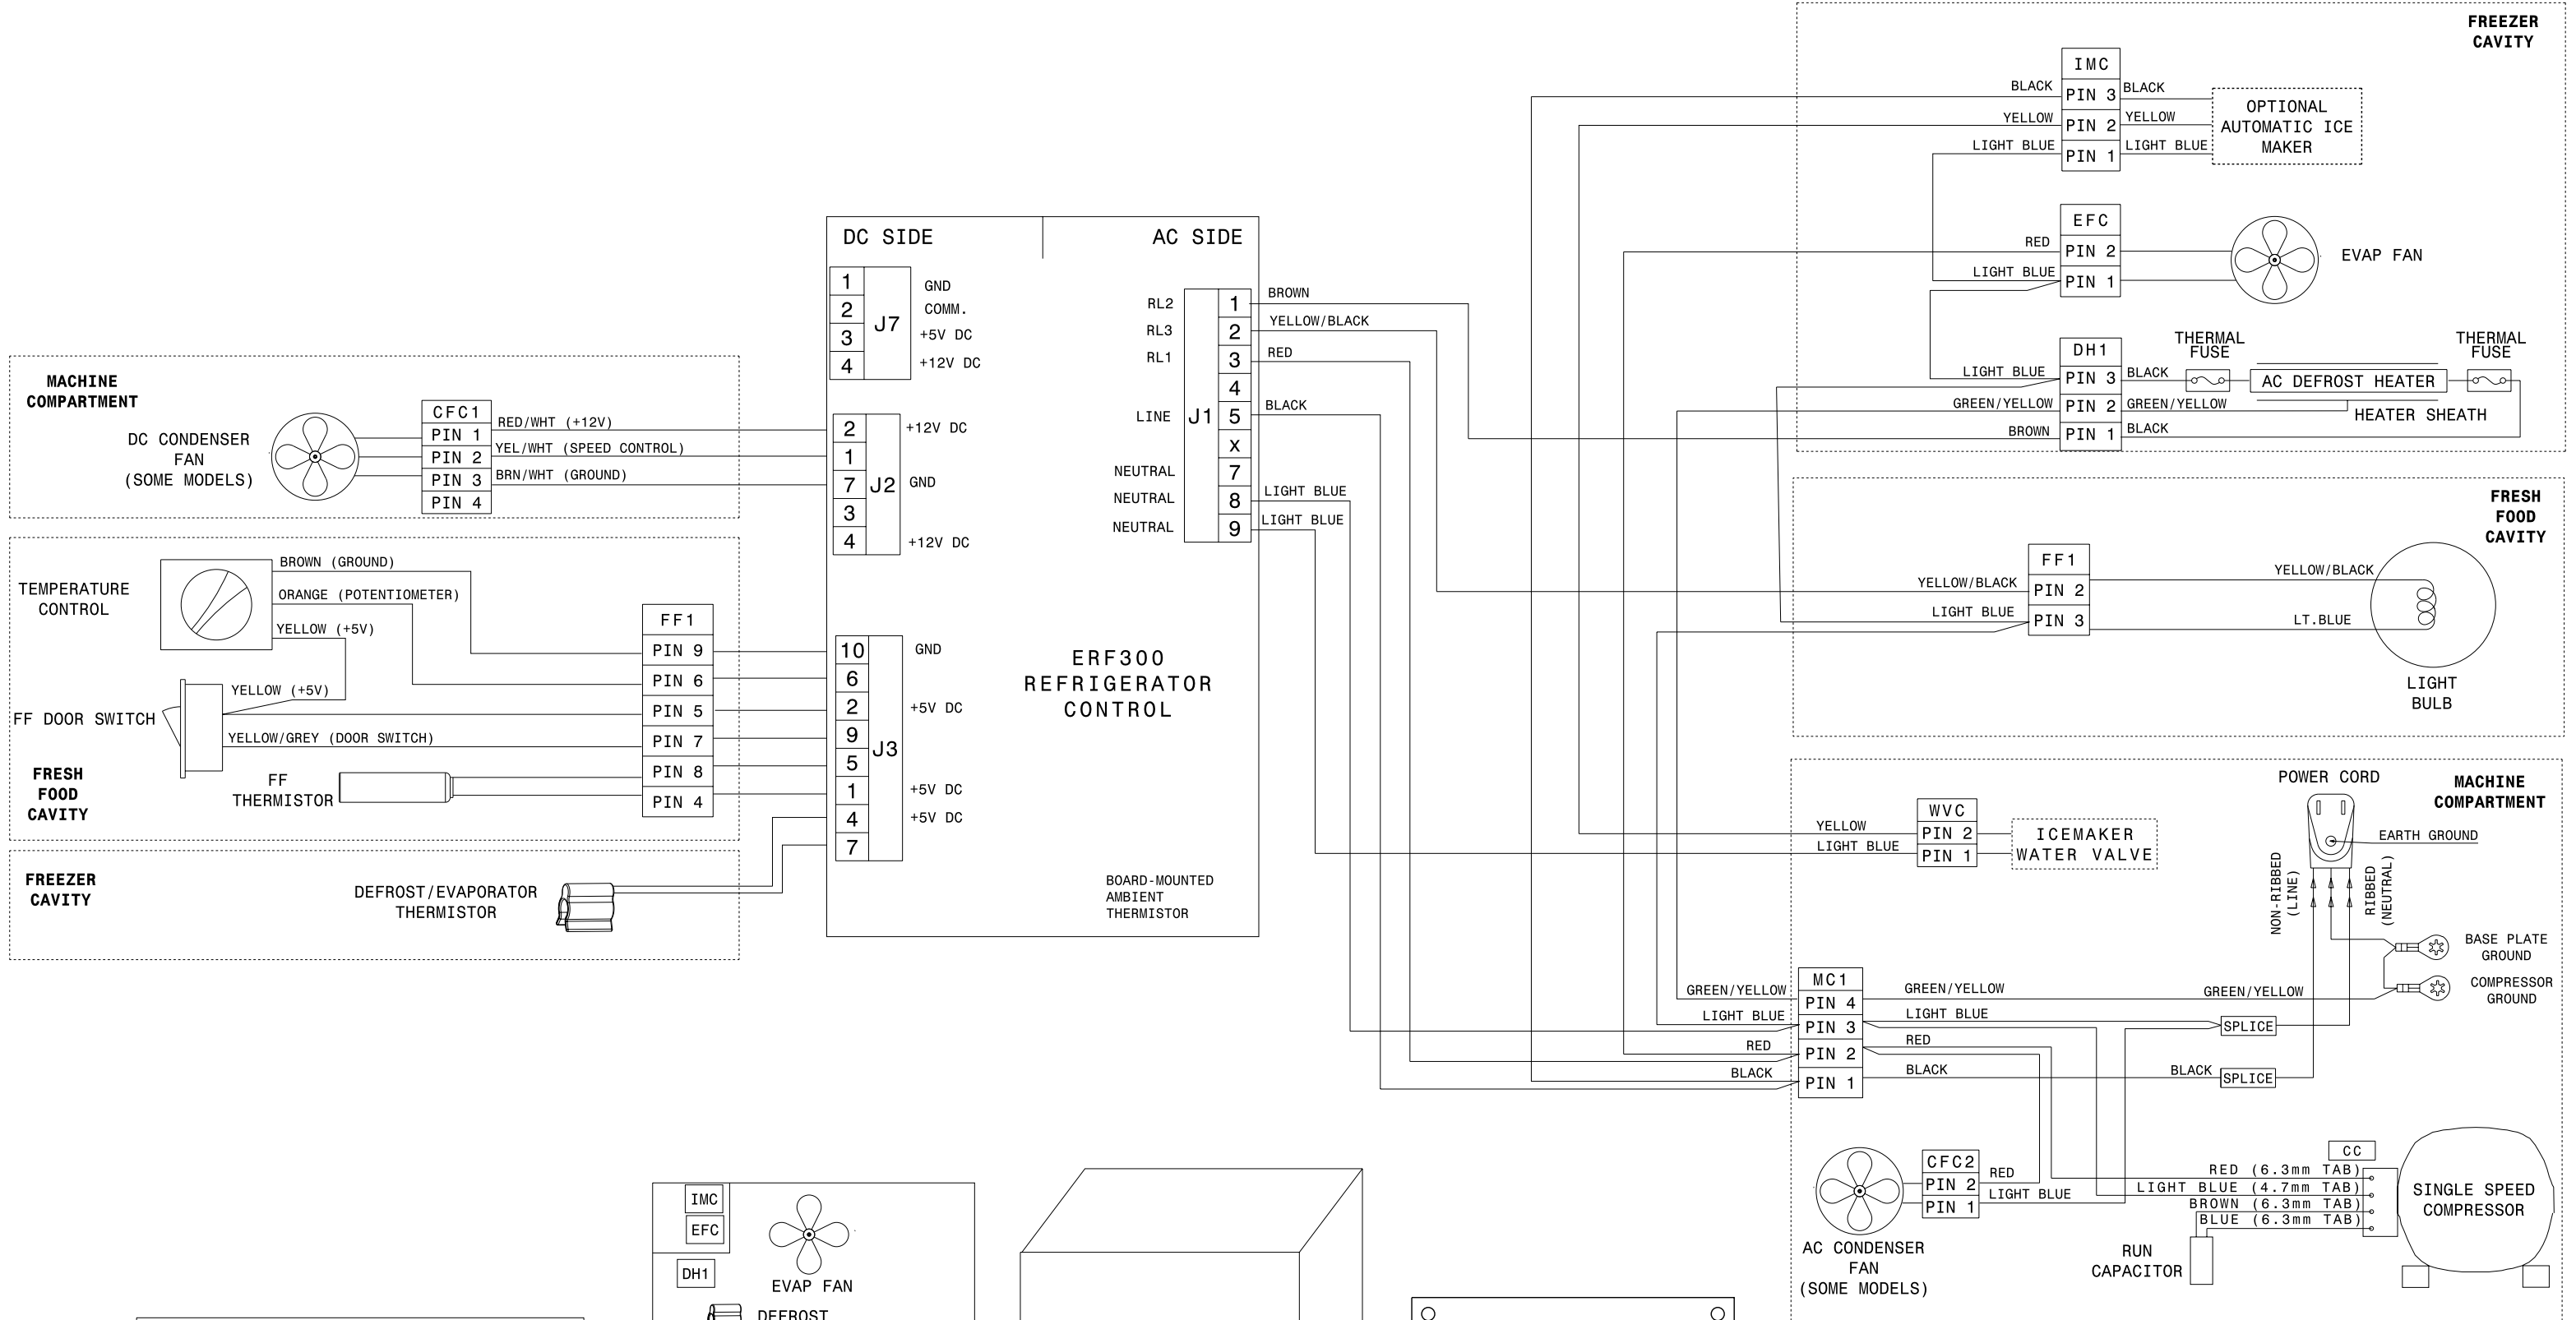 FREEZER
CAVITY
IMC
BLACK
PIN 3
BLACK
YELLOW
PIN 2
YELLOW
LIGHT BLUE
PIN 1
LIGHT BLUE
OPTIONAL
AUTOMATIC ICE
MAKER
EFC
RED
PIN 2
LIGHT BLUE
PIN 1
EVAP FAN
DH1
LIGHT BLUE
PIN 3
BLACK
THERMAL
FUSE
AC DEFROST HEATER
THERMAL
FUSE
GREEN/YELLOW
PIN 2
GREEN/YELLOW
HEATER SHEATH
BROWN
PIN 1
BLACK
DC SIDE
AC SIDE
1
GND
2
COMM.
3
+5V DC
4
+12V DC
J7
RL2
1
BROWN
RL3
2
YELLOW/BLACK
RL1
3
RED
4
LINE
J1
5
BLACK
X
NEUTRAL
7
NEUTRAL
8
LIGHT BLUE
NEUTRAL
9
LIGHT BLUE
MACHINE
COMPARTMENT
DC CONDENSER
FAN
(SOME MODELS)
CFC1
PIN 1
RED/WHT (+12V)
PIN 2
YEL/WHT (SPEED CONTROL)
PIN 3
BRN/WHT (GROUND)
PIN 4
2
+12V DC
1
7
J2
GND
3
4
+12V DC
TEMPERATURE
CONTROL
BROWN (GROUND)
ORANGE (POTENTIOMETER)
YELLOW (+5V)
YELLOW (+5V)
FF DOOR SWITCH
YELLOW/GREY (DOOR SWITCH)
FF
THERMISTOR
FRESH
FOOD
CAVITY
FF1
PIN 9
PIN 6
PIN 5
PIN 7
PIN 8
PIN 4
10
GND
6
2
+5V DC
9
J3
5
1
+5V DC
4
+5V DC
7
ERF300
REFRIGERATOR
CONTROL
BOARD-MOUNTED
AMBIENT
THERMISTOR
FREEZER
CAVITY
DEFROST/EVAPORATOR
THERMISTOR
FRESH
FOOD
CAVITY
FF1
YELLOW/BLACK
PIN 2
YELLOW/BLACK
LIGHT BLUE
PIN 3
LT.BLUE
LIGHT
BULB
MACHINE
COMPARTMENT
POWER CORD
EARTH GROUND
NON-RIBBED
(LINE)
RIBBED
(NEUTRAL)
WVC
YELLOW
PIN 2
LIGHT BLUE
PIN 1
ICEMAKER
WATER VALVE
BASE PLATE
GROUND
COMPRESSOR
GROUND
MC1
GREEN/YELLOW
PIN 4
GREEN/YELLOW
GREEN/YELLOW
LIGHT BLUE
PIN 3
LIGHT BLUE
SPLICE
RED
PIN 2
RED
BLACK
PIN 1
BLACK
BLACK
SPLICE
CFC2
PIN 2
RED
PIN 1
LIGHT BLUE
AC CONDENSER
FAN
(SOME MODELS)
CC
RED (6.3mm TAB)
LIGHT BLUE (4.7mm TAB)
BROWN (6.3mm TAB)
BLUE (6.3mm TAB)
RUN
CAPACITOR
SINGLE SPEED
COMPRESSOR
IMC
EFC
DH1
EVAP FAN
DEFROST